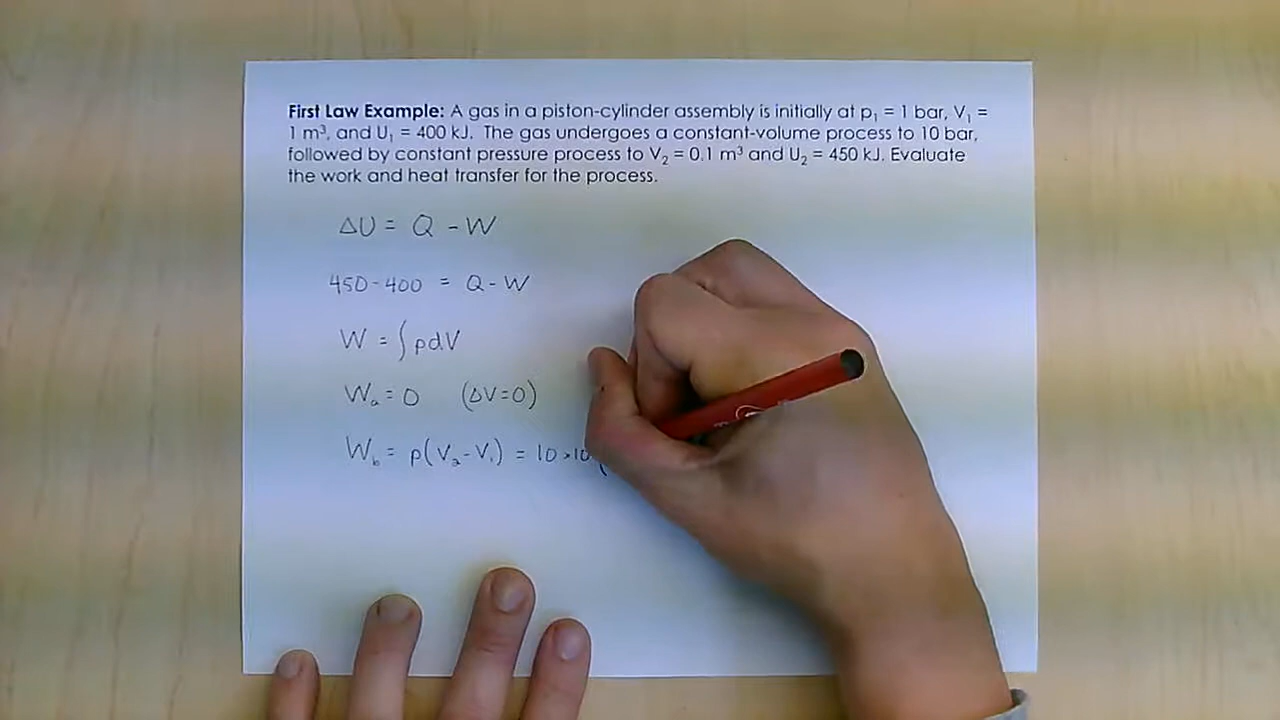 First Law Example: A gas in a piston-cylinder assembly is initially at p₁ = 1 bar, V₁ =
1 m³, and U₁ = 400 kJ. The gas undergoes a constant-volume process to 10 bar,
followed by constant pressure process to V₂ = 0.1 m³ and U₂ = 450 kJ. Evaluate
the work and heat transfer for the process.
ΔU = Q - W
450-400 = Q-W
W = ∫pdV
Wₐ = 0 (ΔV=0)
W_b = p(V₂-V₁) = 10×10 (